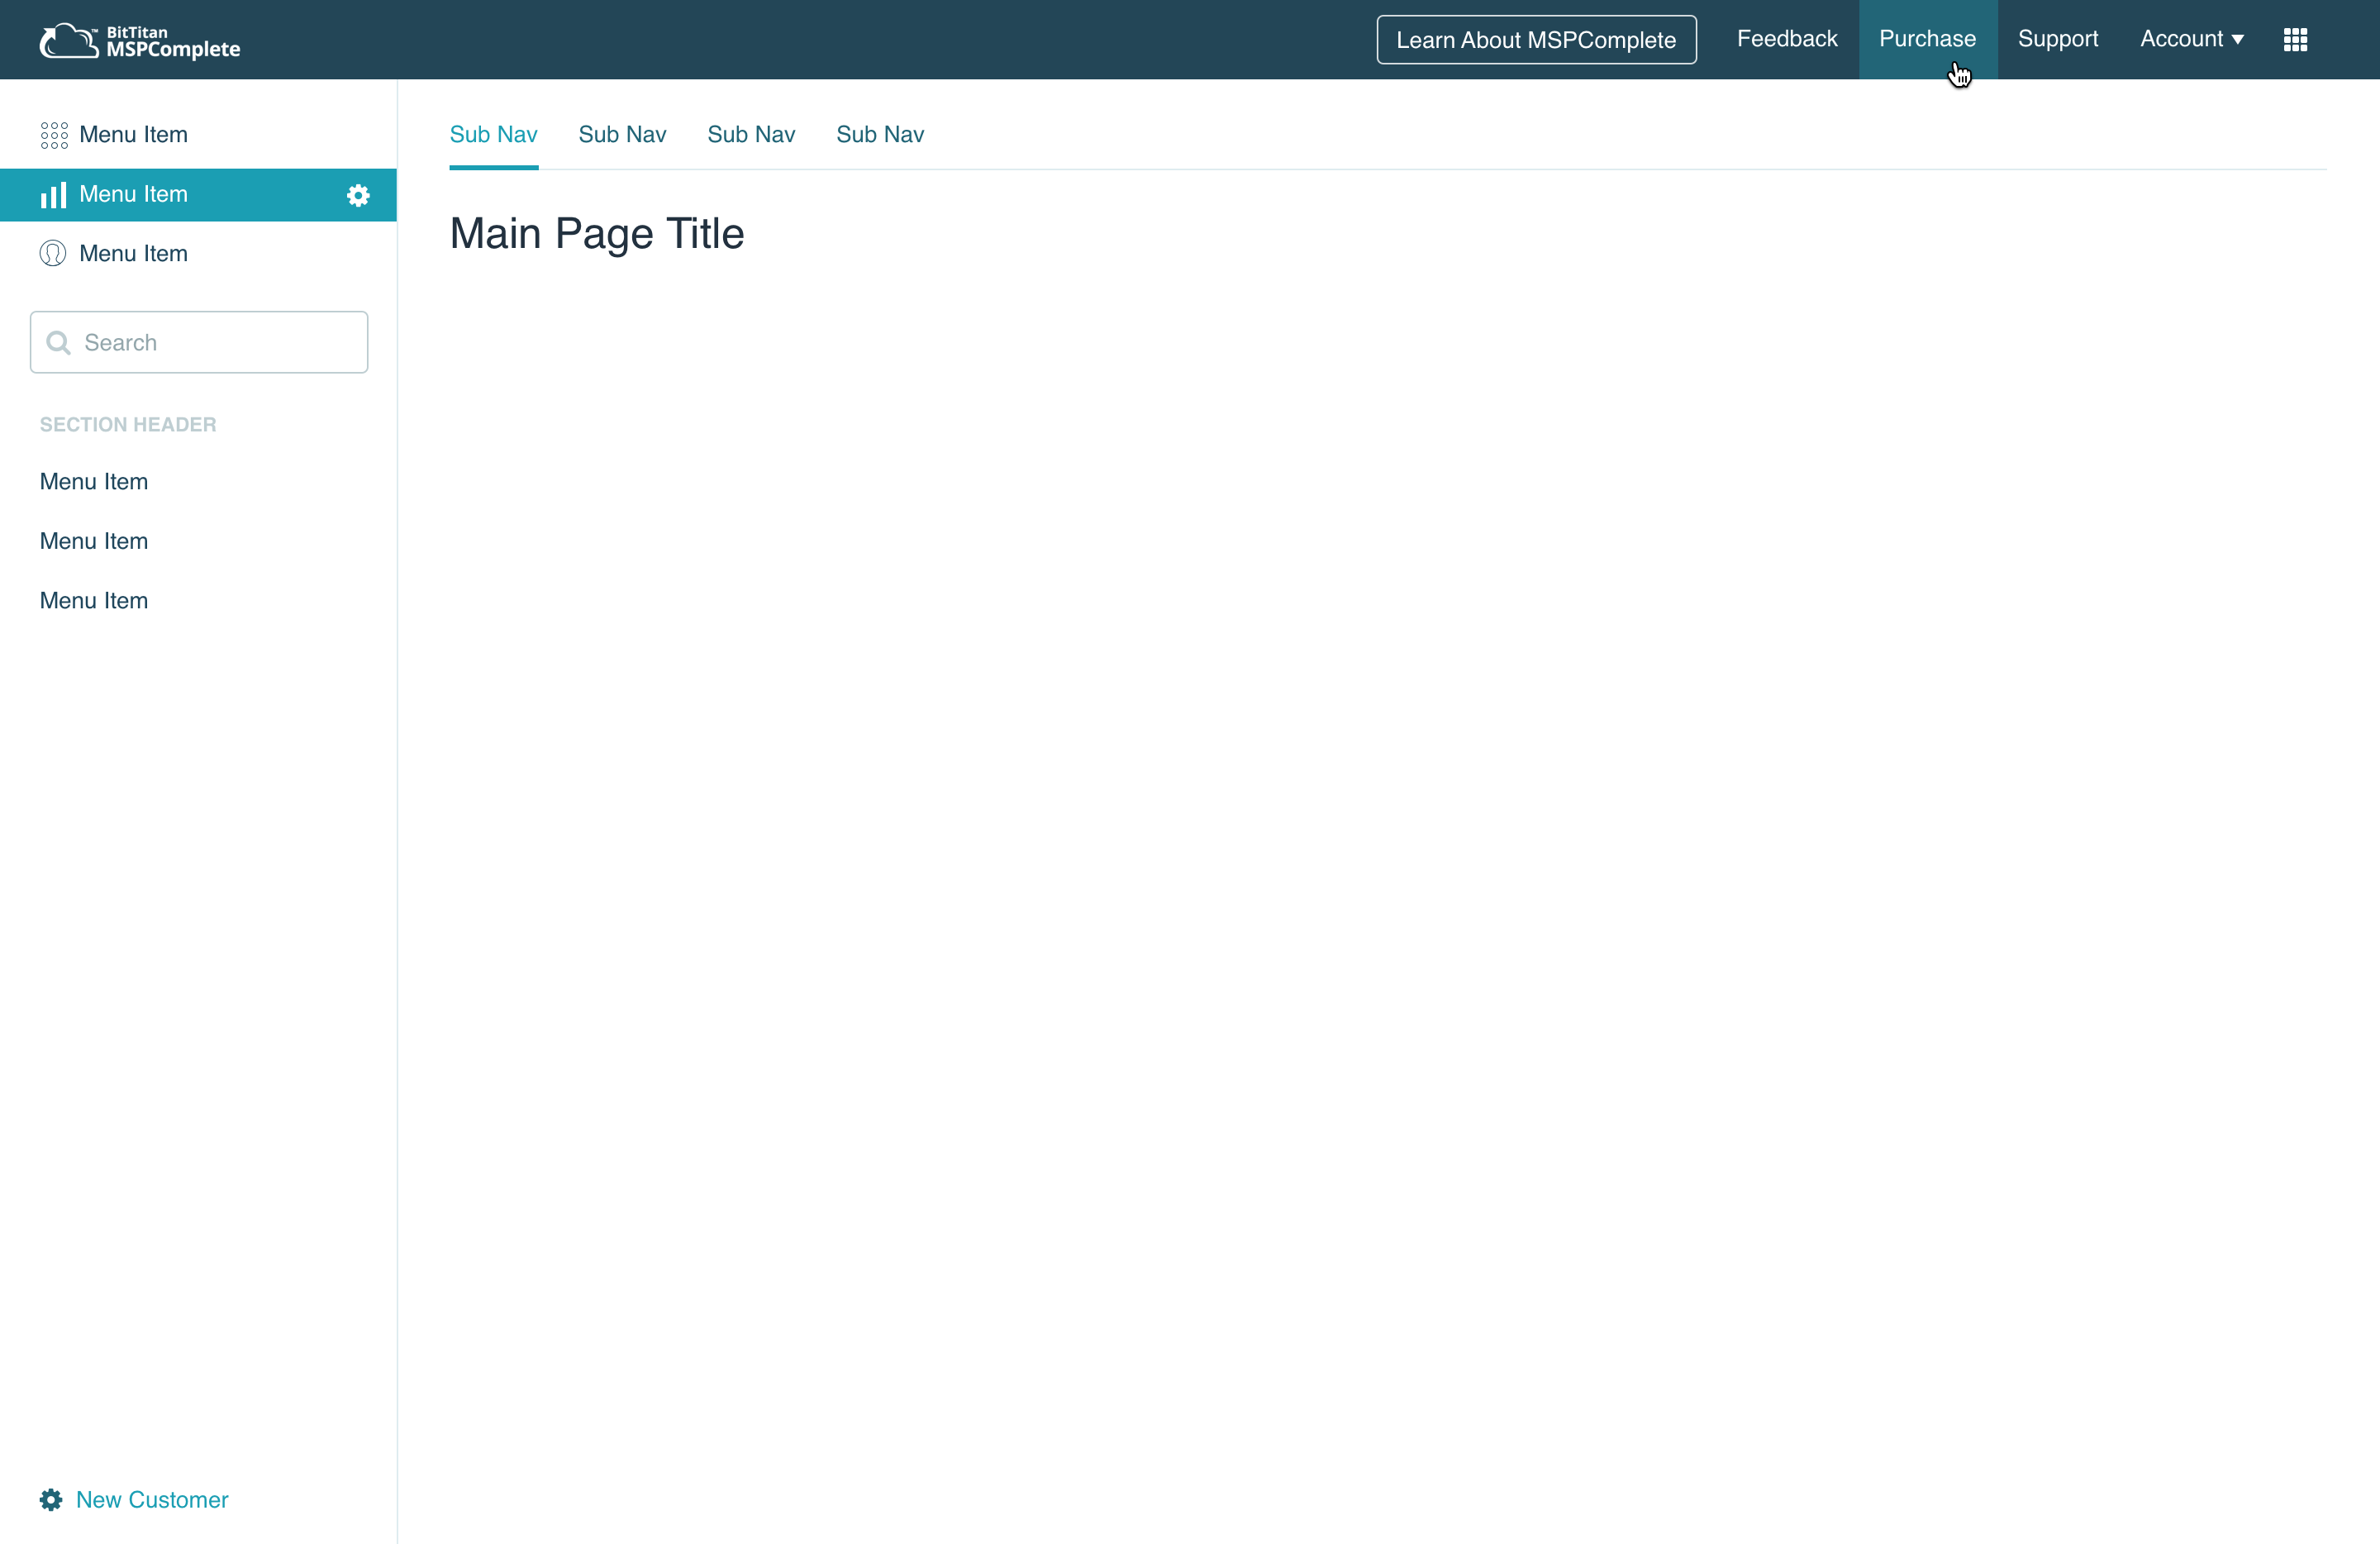 BitTitan
MSPComplete
Learn About MSPComplete
Feedback
Purchase
Support
Account
Menu Item
Menu Item
Menu Item
Search
SECTION HEADER
Menu Item
Menu Item
Menu Item
New Customer
Sub Nav
Sub Nav
Sub Nav
Sub Nav
Main Page Title